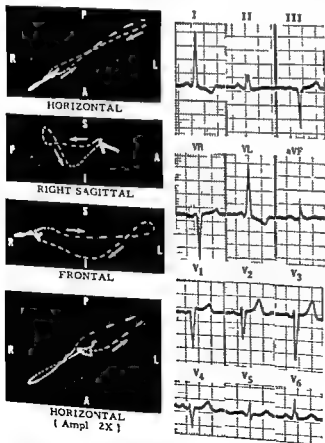 P
R
L
A
HORIZONTAL
S
P
A
I
RIGHT SAGITTAL
S
R
L
I
FRONTAL
P
R
L
A
HORIZONTAL
( Ampl 2X )
I II III
VR VL aVF
V1 V2 V3
V4 V5 V6